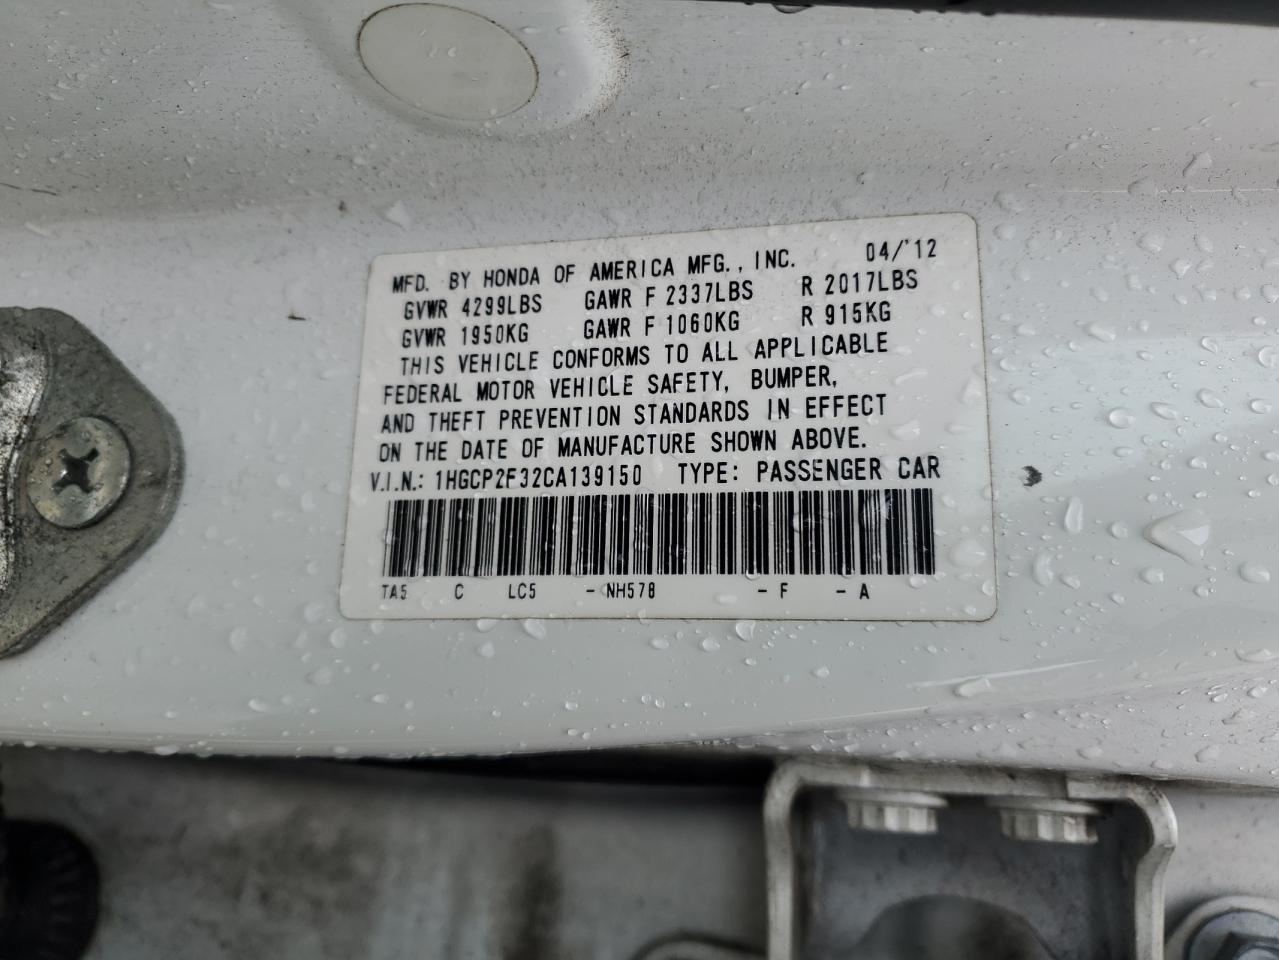 MFD. BY HONDA OF AMERICA MFG., INC. 04/'12
GVWR 4299LBS GAWR F 2337LBS R 2017LBS
GVWR 1950KG GAWR F 1060KG R 915KG
THIS VEHICLE CONFORMS TO ALL APPLICABLE
FEDERAL MOTOR VEHICLE SAFETY, BUMPER,
AND THEFT PREVENTION STANDARDS IN EFFECT
ON THE DATE OF MANUFACTURE SHOWN ABOVE.
V.I.N.: 1HGCP2F32CA139150 TYPE: PASSENGER CAR
TA5 C LC5 - NH578 - F - A